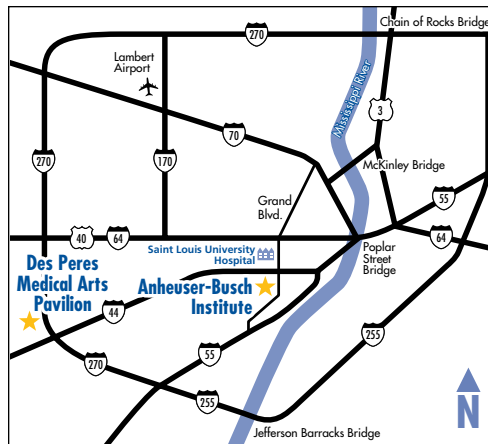 270
Chain of Rocks Bridge
Lambert
Airport
Mississippi River
3
70
270
170
McKinley Bridge
Grand
Blvd.
55
40
64
Saint Louis University
Hospital
64
Poplar
Street
Bridge
Des Peres
Medical Arts
Pavilion
Anheuser-Busch
Institute
44
55
255
270
255
N
Jefferson Barracks Bridge